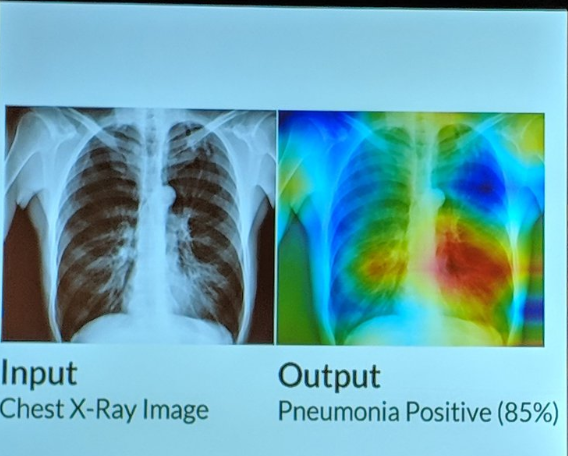 Input
Chest X-Ray Image
Output
Pneumonia Positive (85%)